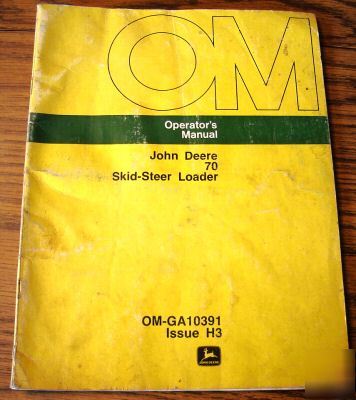 OM
Operator's
Manual
John Deere
70
Skid-Steer Loader
OM-GA10391
Issue H3
JOHN DEERE